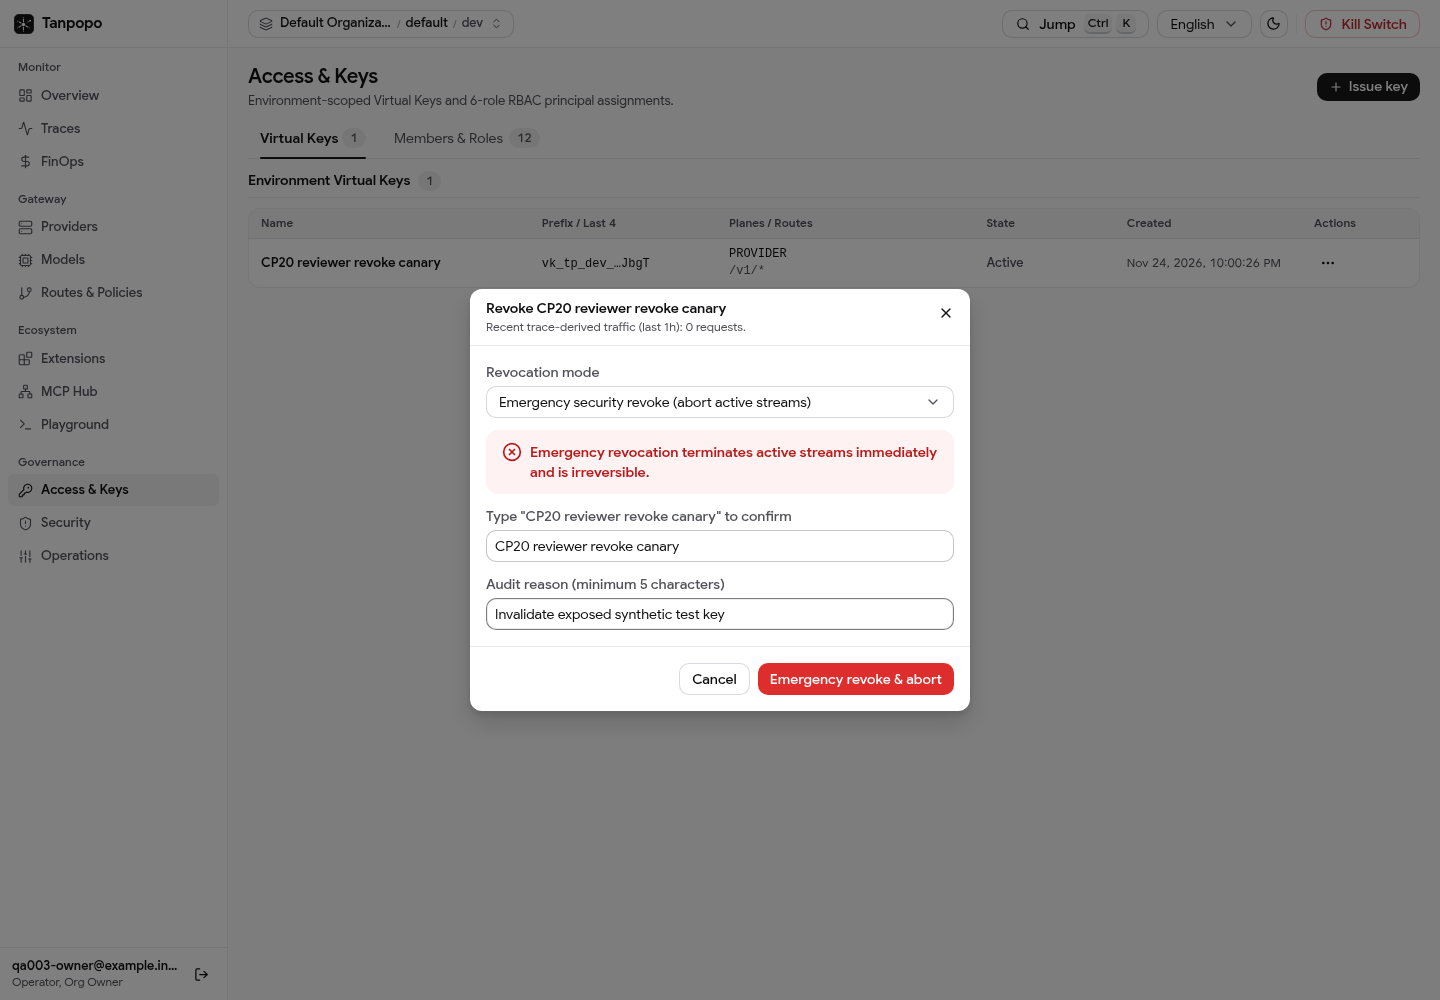 Tanpopo
Default Organiza... / default / dev
Jump Ctrl K
English
Kill Switch
Monitor
Overview
Traces
FinOps
Gateway
Providers
Models
Routes & Policies
Ecosystem
Extensions
MCP Hub
Playground
Governance
Access & Keys
Security
Operations
qa003-owner@example.in...
Operator, Org Owner
Access & Keys
Environment-scoped Virtual Keys and 6-role RBAC principal assignments.
Issue key
Virtual Keys 1
Members & Roles 12
Environment Virtual Keys 1
Name Prefix / Last 4 Planes / Routes State Created Actions
CP20 reviewer revoke canary vk_tp_dev_…JbgT PROVIDER Active Nov 24, 2026, 10:00:26 PM
/v1/*
Revoke CP20 reviewer revoke canary
Recent trace-derived traffic (last 1h): 0 requests.
Revocation mode
Emergency security revoke (abort active streams)
Emergency revocation terminates active streams immediately
and is irreversible.
Type "CP20 reviewer revoke canary" to confirm
CP20 reviewer revoke canary
Audit reason (minimum 5 characters)
Invalidate exposed synthetic test key
Cancel
Emergency revoke & abort